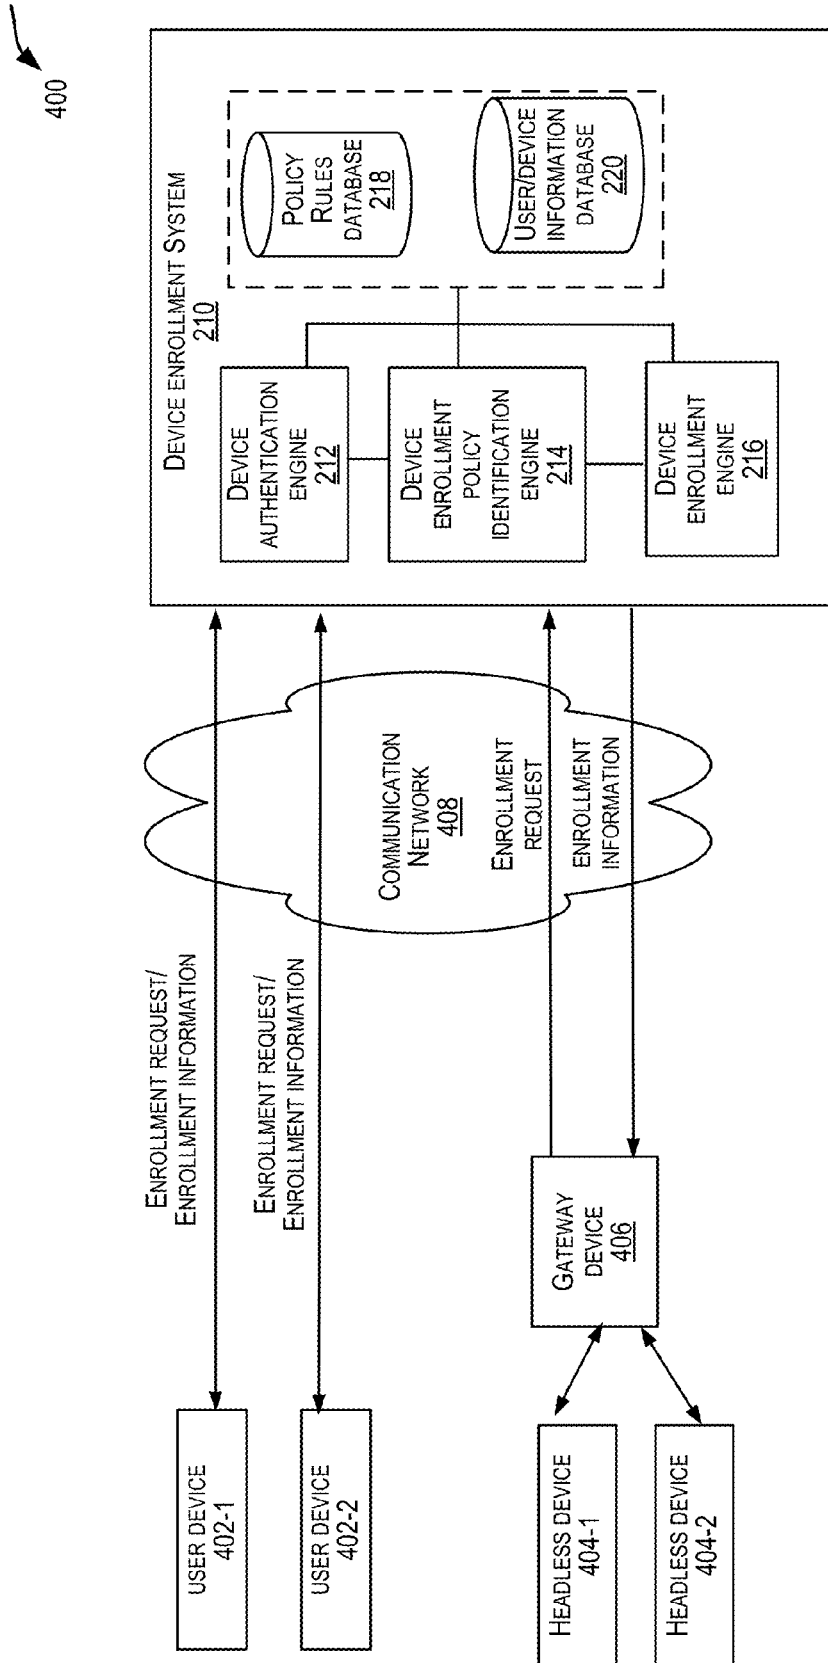 400
DEVICE ENROLLMENT SYSTEM
210
POLICY
RULES
DATABASE
218
USER/DEVICE
INFORMATION
DATABASE
220
DEVICE
AUTHENTICATION
ENGINE
212
DEVICE
ENROLLMENT
POLICY
IDENTIFICATION
ENGINE
214
DEVICE
ENROLLMENT
ENGINE
216
COMMUNICATION
NETWORK
408
ENROLLMENT
REQUEST
ENROLLMENT
INFORMATION
ENROLLMENT REQUEST/
ENROLLMENT INFORMATION
ENROLLMENT REQUEST/
ENROLLMENT INFORMATION
GATEWAY
DEVICE
406
USER DEVICE
402-1
USER DEVICE
402-2
HEADLESS DEVICE
404-1
HEADLESS DEVICE
404-2